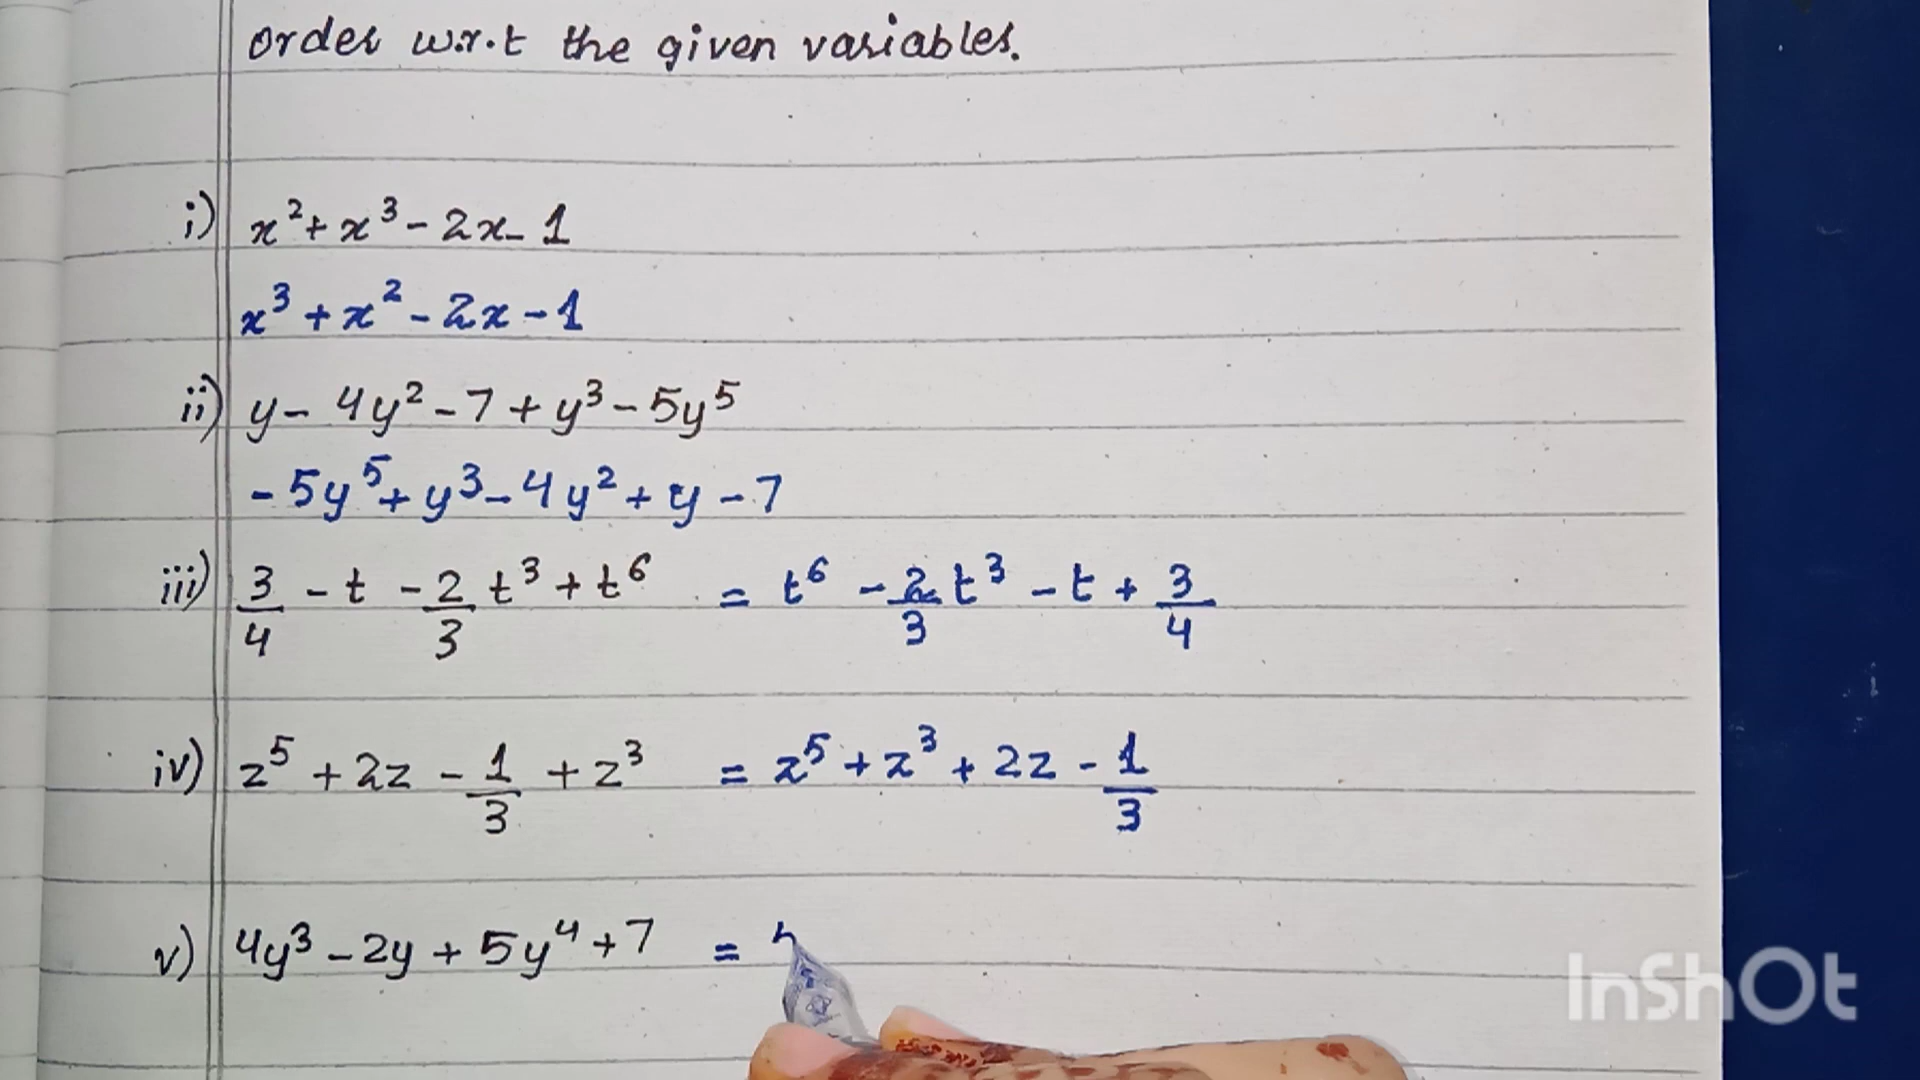 order w.r.t the given variables.
i) x² + x³ - 2x - 1
x³ + x² - 2x - 1
ii) y - 4y² - 7 + y³ - 5y⁵
- 5y⁵ + y³ - 4y² + y - 7
iii) 3/4 - t - 2/3 t³ + t⁶ = t⁶ - 2/3 t³ - t + 3/4
iv) z⁵ + 2z - 1/3 + z³ = z⁵ + z³ + 2z - 1/3
v) 4y³ - 2y + 5y⁴ + 7 =
InShOt